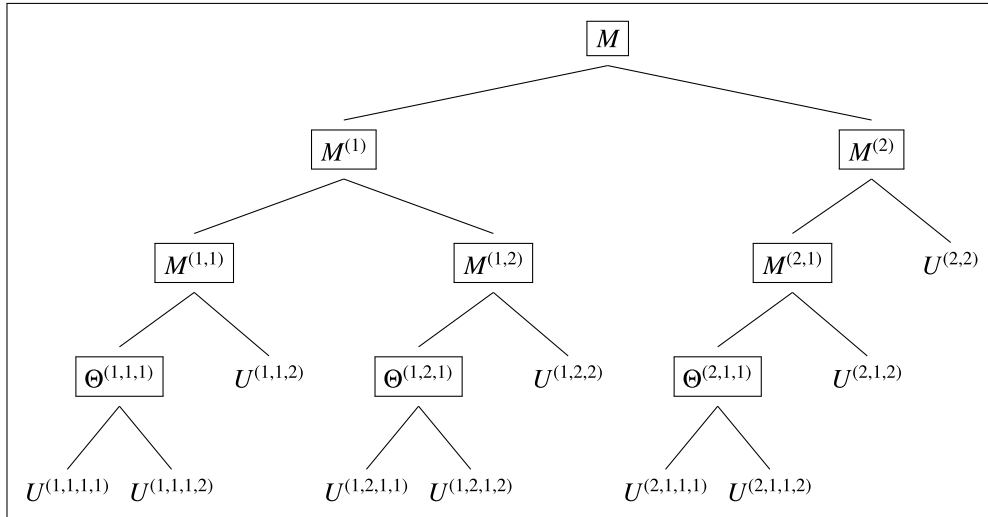 M
M^{(1)} M^{(2)}
M^{(1,1)} M^{(1,2)} M^{(2,1)} U^{(2,2)}
Θ^{(1,1,1)} U^{(1,1,2)} Θ^{(1,2,1)} U^{(1,2,2)} Θ^{(2,1,1)} U^{(2,1,2)}
U^{(1,1,1,1)} U^{(1,1,1,2)} U^{(1,2,1,1)} U^{(1,2,1,2)} U^{(2,1,1,1)} U^{(2,1,1,2)}